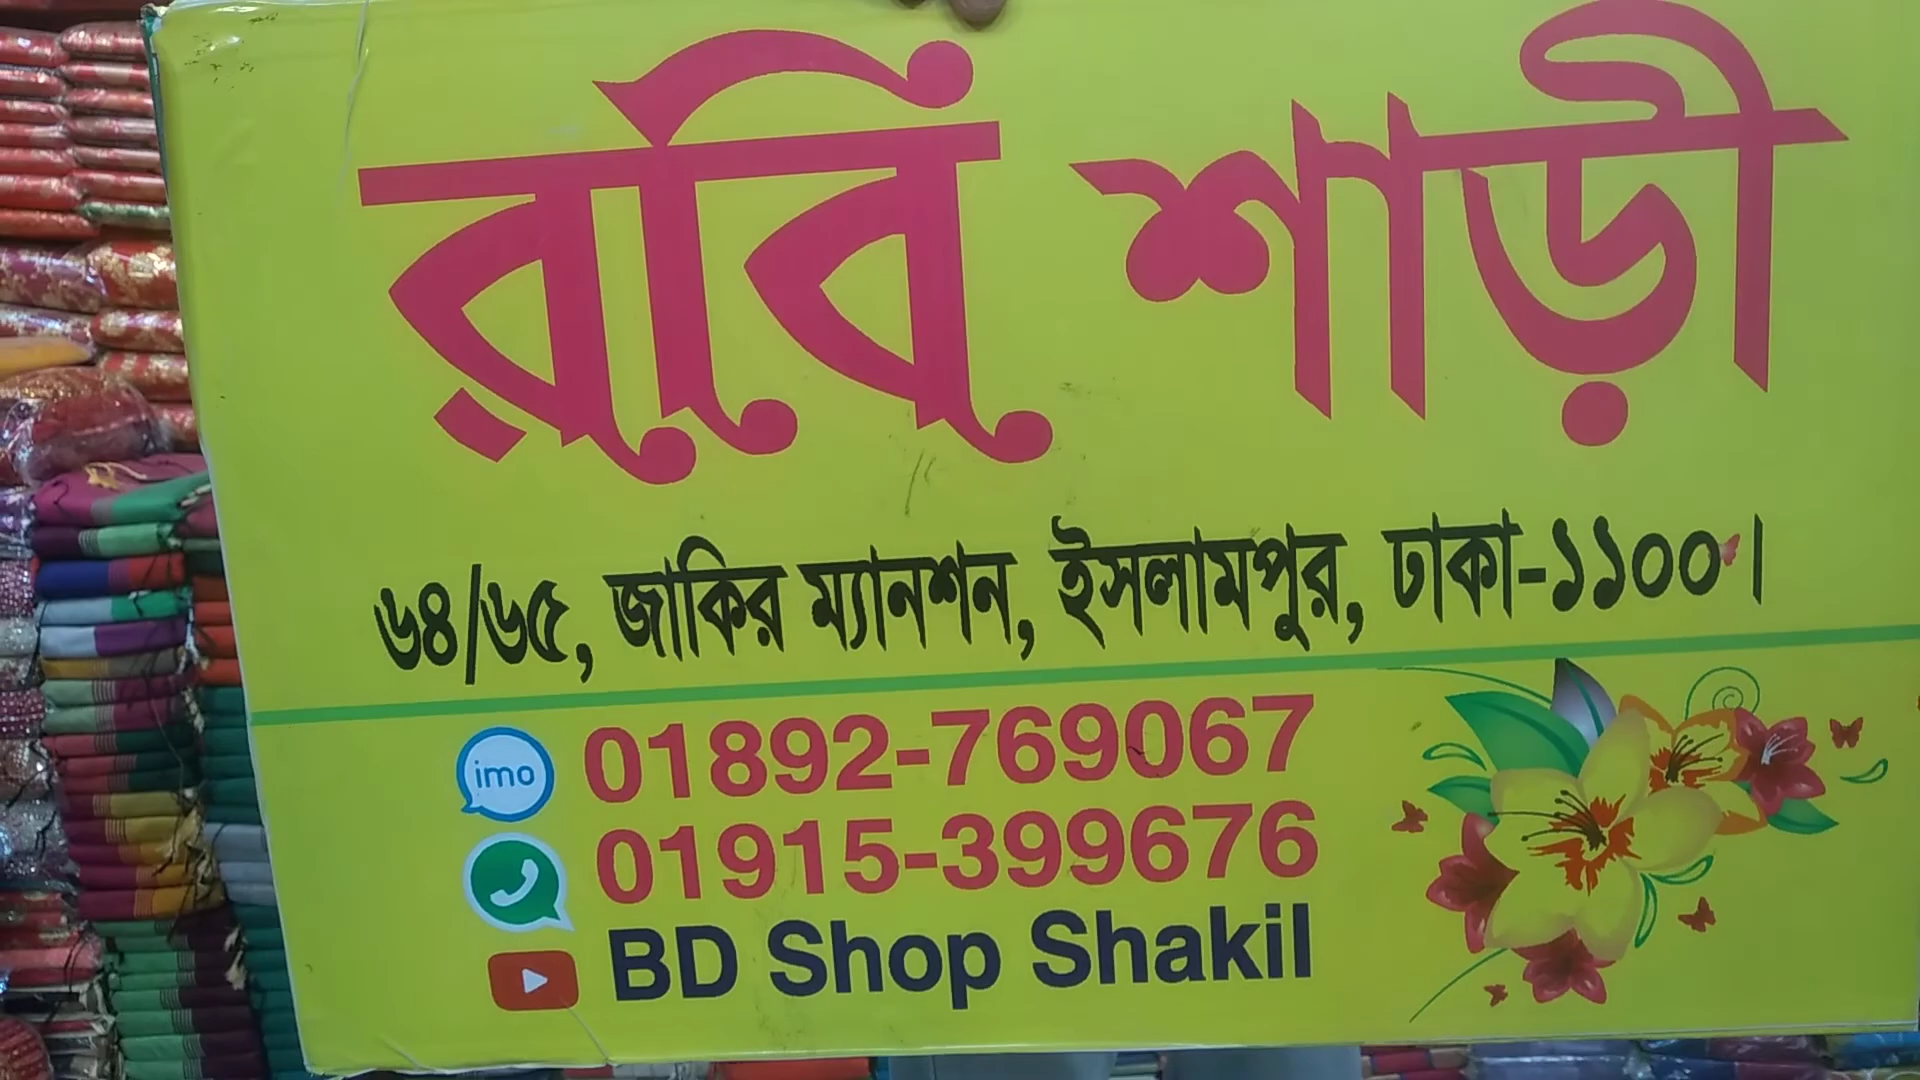 রবি শাড়ী
৬৪/৬৫, জাকির ম্যানশন, ইসলামপুর, ঢাকা-১১০০।
imo 01892-769067
01915-399676
BD Shop Shakil